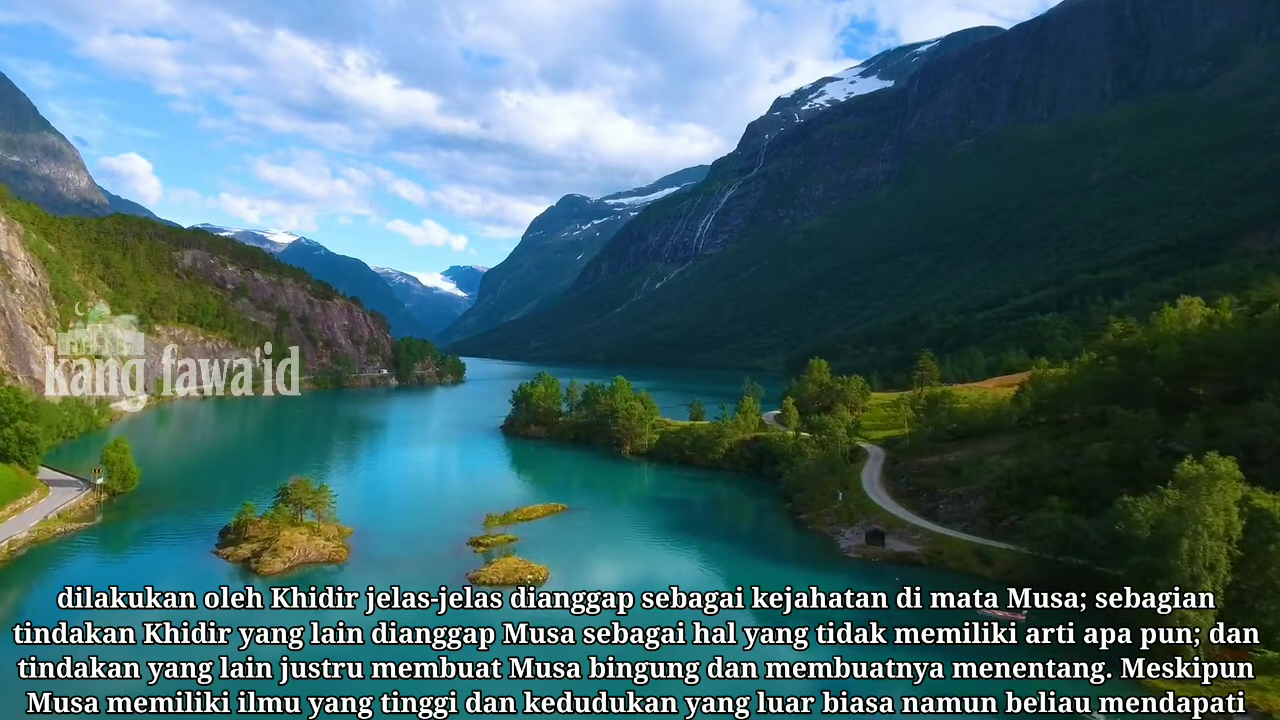 kang fawa'id
dilakukan oleh Khidir jelas-jelas dianggap sebagai kejahatan di mata Musa; sebagian
tindakan Khidir yang lain dianggap Musa sebagai hal yang tidak memiliki arti apa pun; dan
tindakan yang lain justru membuat Musa bingung dan membuatnya menentang. Meskipun
Musa memiliki ilmu yang tinggi dan kedudukan yang luar biasa namun beliau mendapati